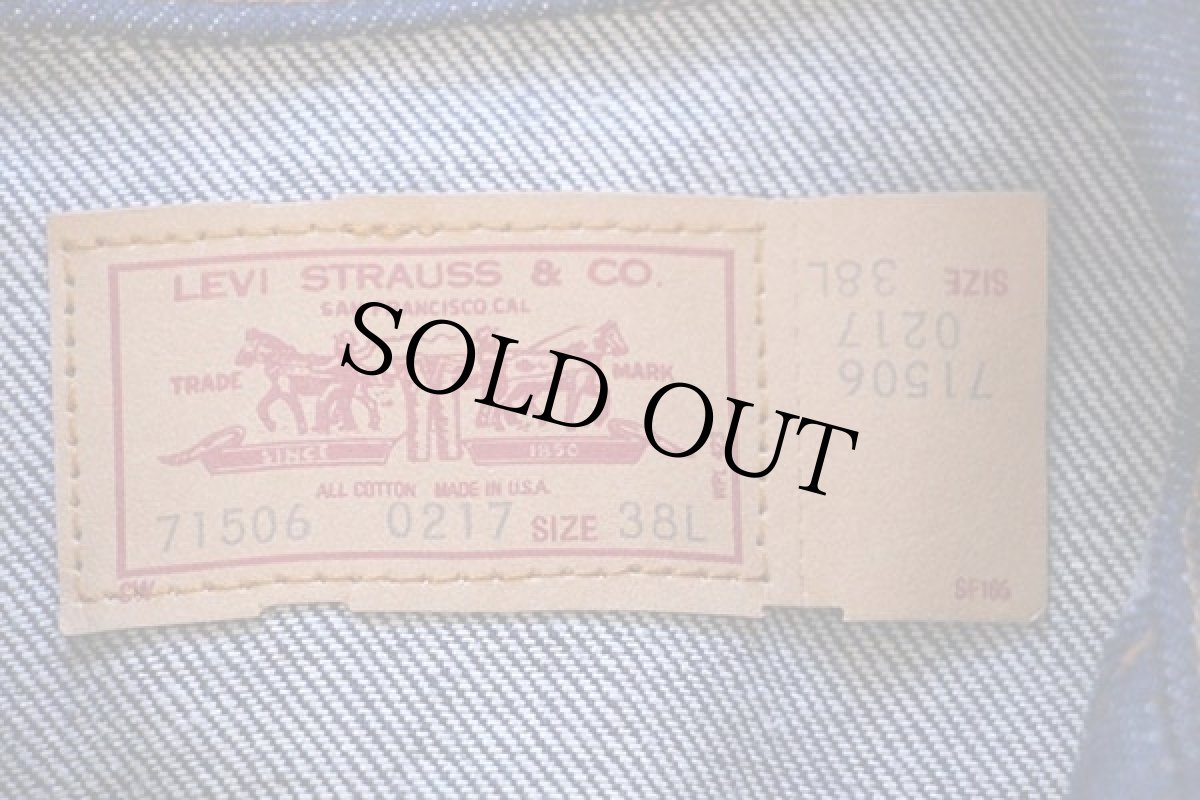 LEVI STRAUSS & CO.
SAN FRANCISCO, CAL
TRADE MARK
SINCE 1850
ALL COTTON MADE IN U.S.A.
71506 0217 SIZE 38L
SIZE 38L
0217
71506
SF186
SOLD OUT